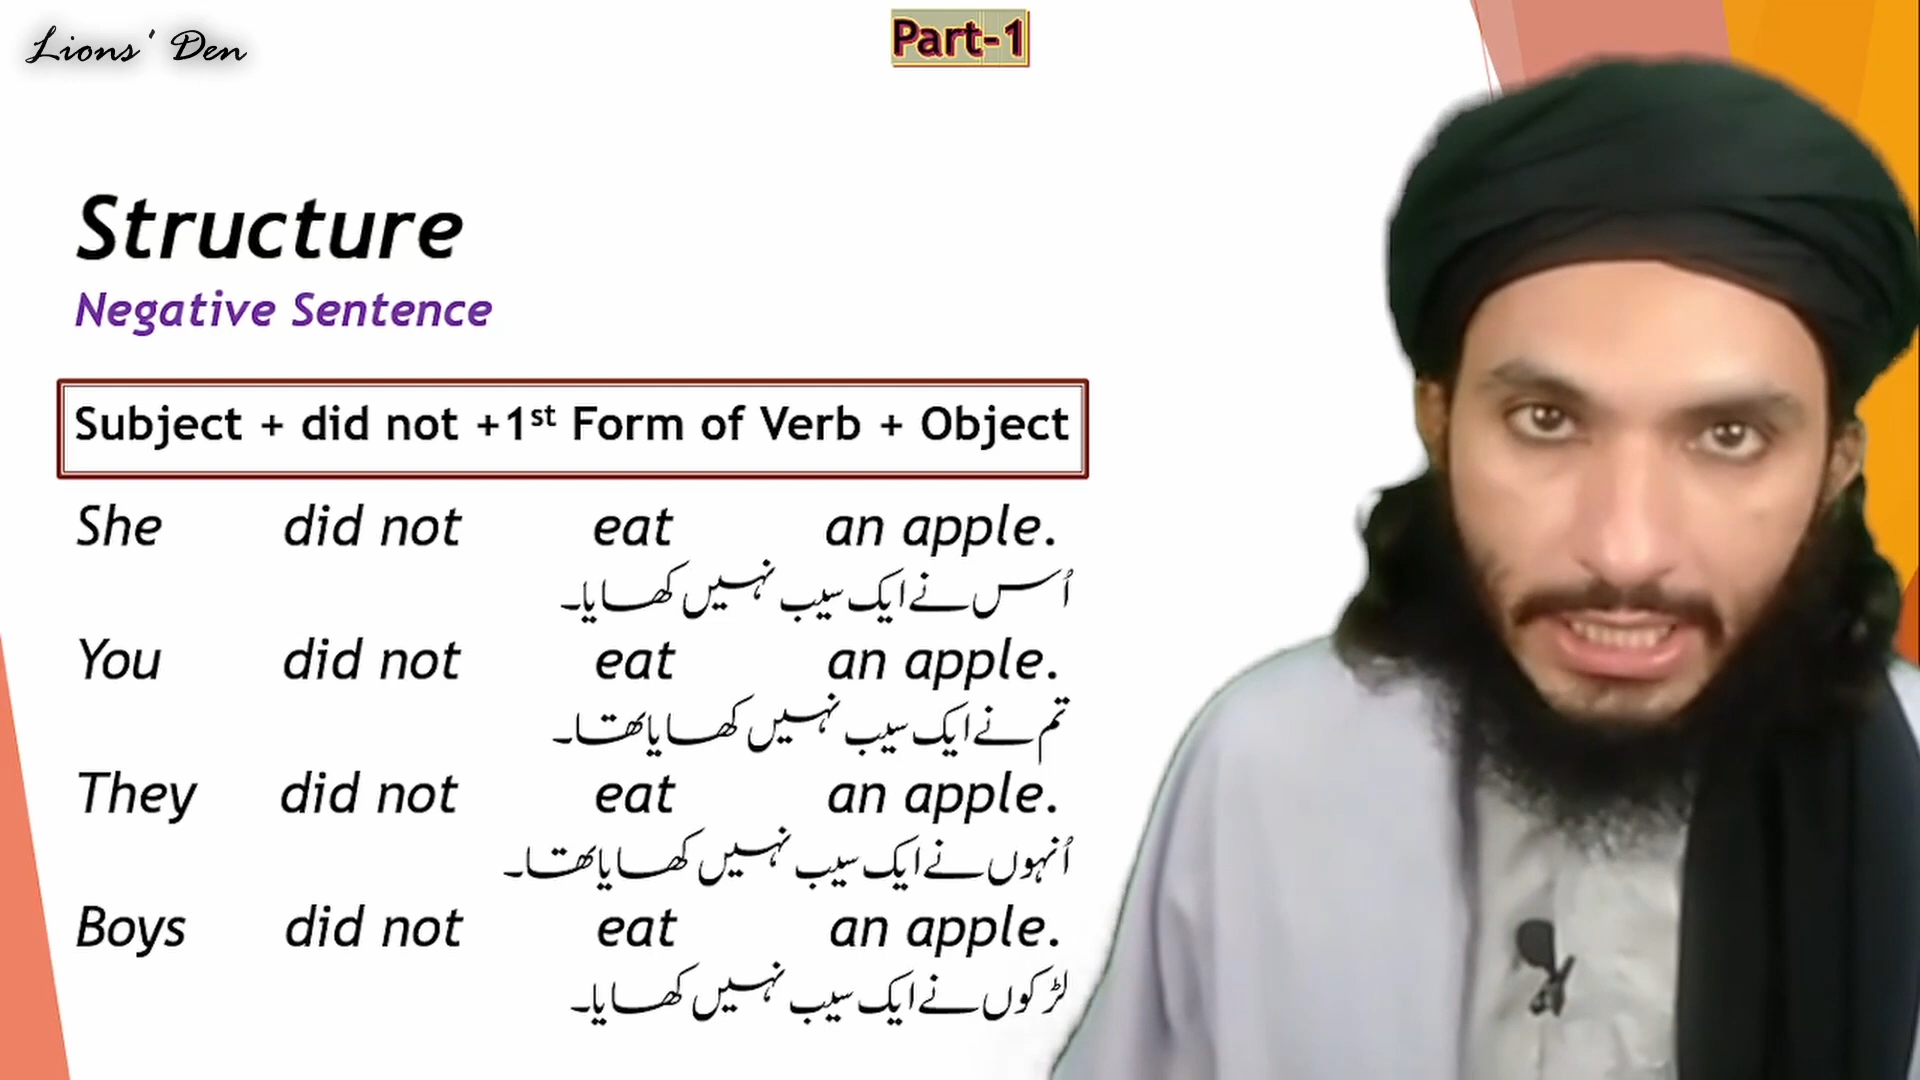 Lions' Den
Part-1
Structure
Negative Sentence
Subject + did not +1st Form of Verb + Object
She did not eat an apple.
اُس نے ایک سیب نہیں کھایا۔
You did not eat an apple.
تم نے ایک سیب نہیں کھایا تھا۔
They did not eat an apple.
اُنہوں نے ایک سیب نہیں کھایا تھا۔
Boys did not eat an apple.
لڑکوں نے ایک سیب نہیں کھایا۔